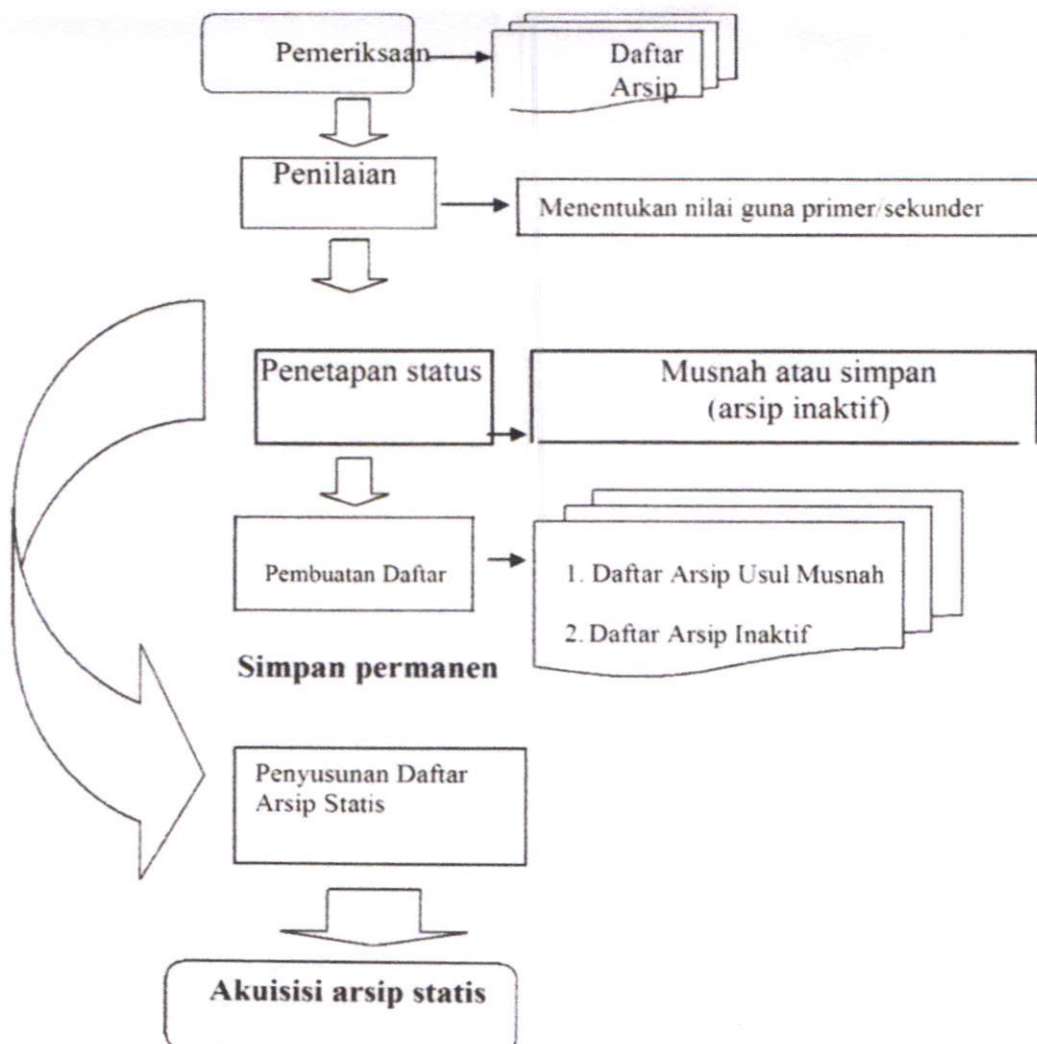 Pemeriksaan
Daftar
Arsip
Penilaian
Menentukan nilai guna primer/sekunder
Penetapan status
Musnah atau simpan
(arsip inaktif)
Pembuatan Daftar
1. Daftar Arsip Usul Musnah
2. Daftar Arsip Inaktif
Simpan permanen
Penyusunan Daftar
Arsip Statis
Akuisisi arsip statis